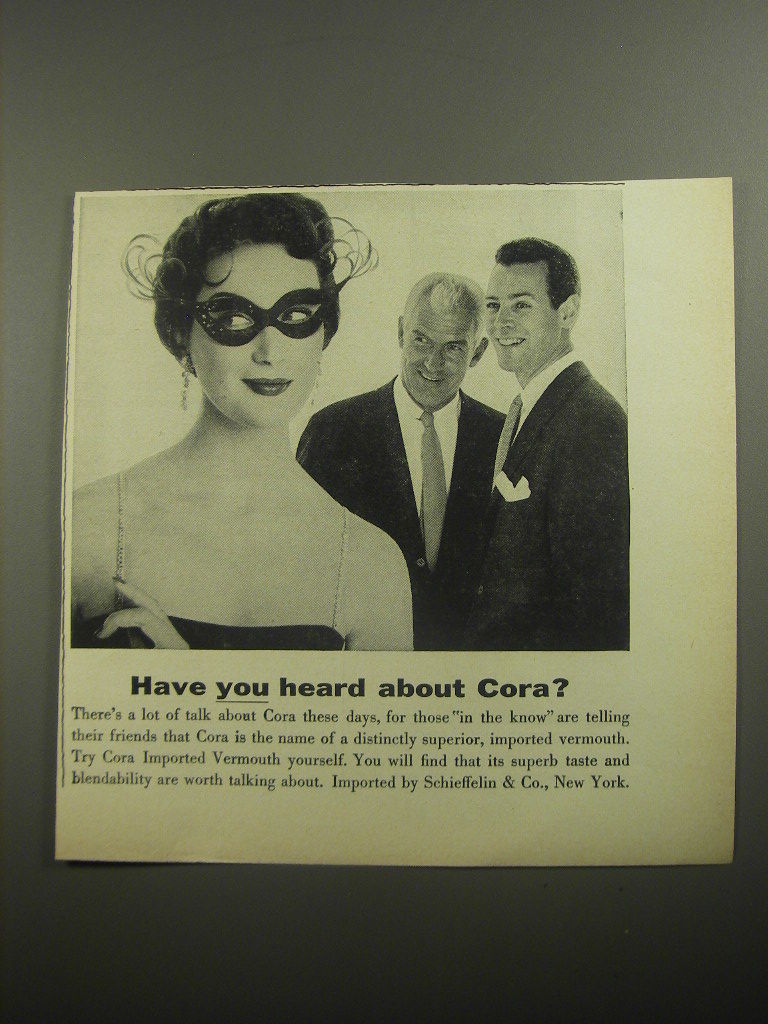 Have you heard about Cora?
There's a lot of talk about Cora these days, for those "in the know" are telling
their friends that Cora is the name of a distinctly superior, imported vermouth.
Try Cora Imported Vermouth yourself. You will find that its superb taste and
blendability are worth talking about. Imported by Schieffelin & Co., New York.